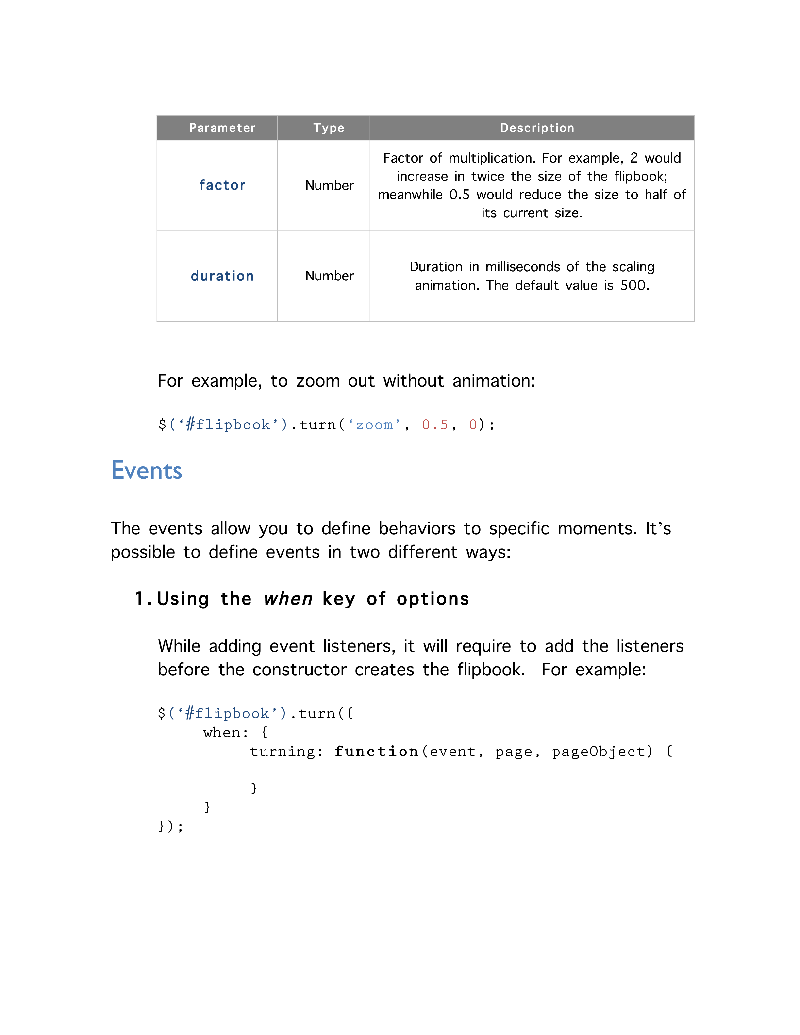 Parameter Type Description
factor Number Factor of multiplication. For example, 2 would
increase in twice the size of the flipbook;
meanwhile 0.5 would reduce the size to half of
its current size.
duration Number Duration in milliseconds of the scaling
animation. The default value is 500.
For example, to zoom out without animation:
$(‘#flipbook’).turn(‘zoom’, 0.5, 0);
Events
The events allow you to define behaviors to specific moments. It’s
possible to define events in two different ways:
1. Using the when key of options
While adding event listeners, it will require to add the listeners
before the constructor creates the flipbook. For example:
$(‘#flipbook’).turn({
when: {
turning: function(event, page, pageObject) {
}
}
});